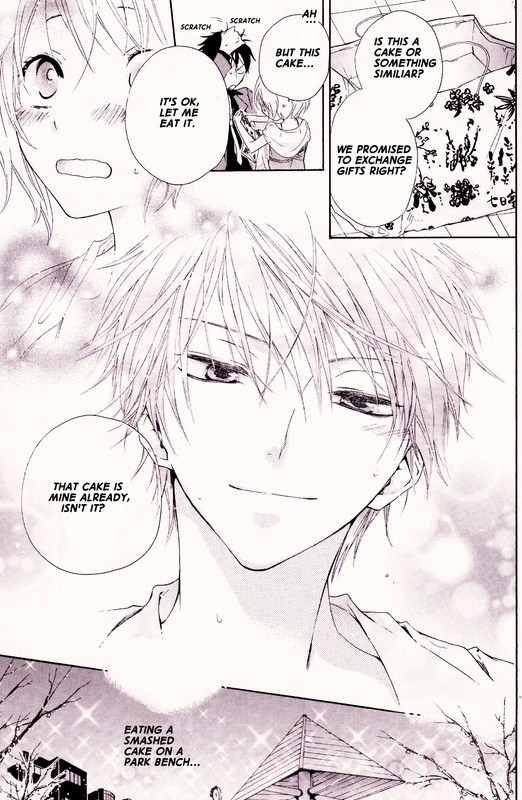 IS THIS A
CAKE OR
SOMETHING
SIMILIAR?
WE PROMISED
TO EXCHANGE
GIFTS RIGHT?
AH
...
BUT THIS
CAKE...
SCRATCH
SCRATCH
IT'S OK,
LET ME
EAT IT.
THAT CAKE IS
MINE ALREADY,
ISN'T IT?
EATING A
SMASHED
CAKE ON A
PARK BENCH...